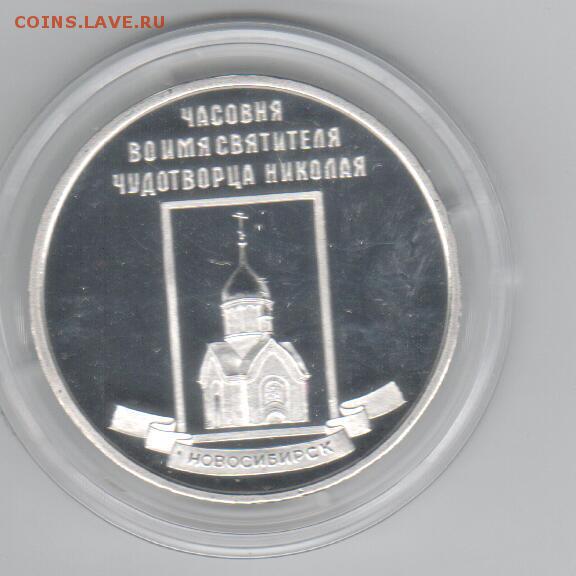 COINS.LAVE.RU
ЧАСОВНЯ
ВО ИМЯ СВЯТИТЕЛЯ
ЧУДОТВОРЦА НИКОЛАЯ
НОВОСИБИРСК